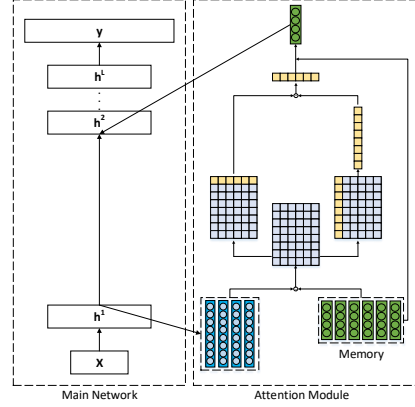 y
h^L
h^2
h^1
X
Memory
Main Network
Attention Module